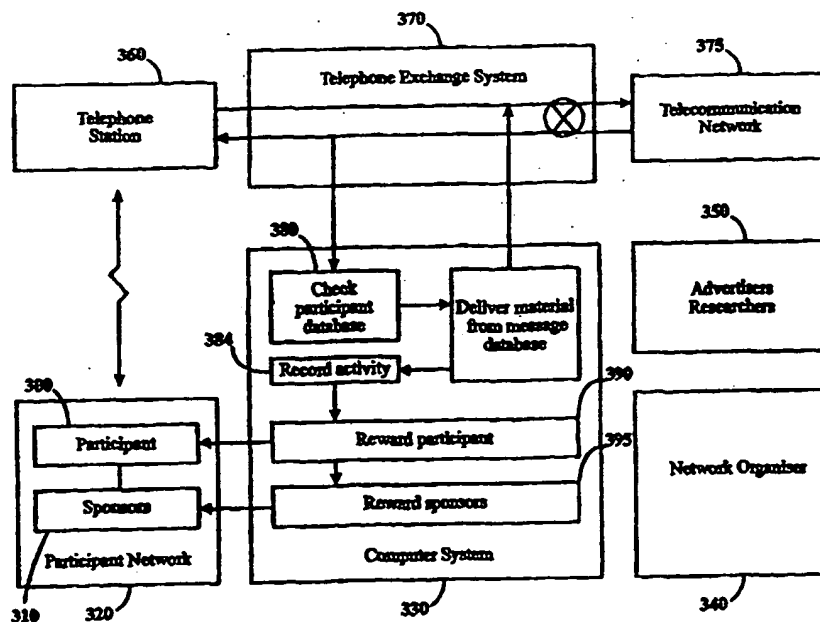 370
360
375
Telephone Exchange System
Telephone
Station
Telecommunication
Network
380
350
Check
participant
database
Deliver material
from message
database
Advertisers
Researchers
384
Record activity
300
390
Participant
Reward participant
395
Network Organiser
Sponsors
Reward sponsors
Participant Network
Computer System
310
320
330
340